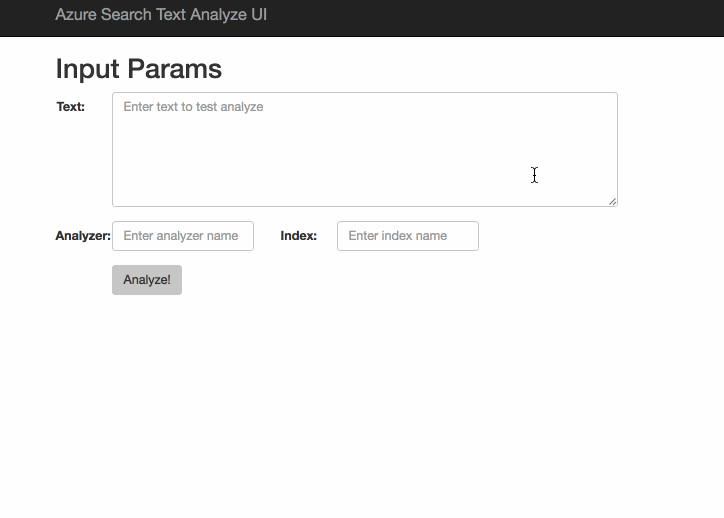 Azure Search Text Analyze UI
Input Params
Text: Enter text to test analyze
Analyzer: Enter analyzer name Index: Enter index name
Analyze!